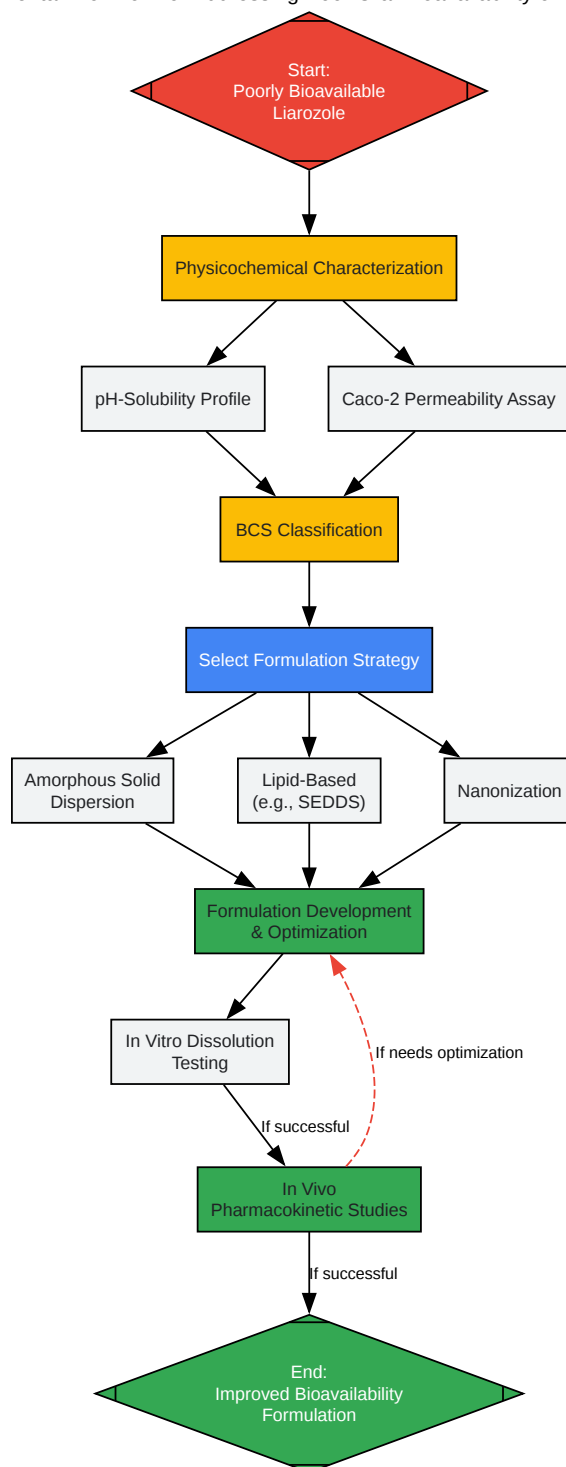 Start:
Poorly Bioavailable
Liarozole
Physicochemical Characterization
pH-Solubility Profile
Caco-2 Permeability Assay
BCS Classification
Select Formulation Strategy
Amorphous Solid
Dispersion
Lipid-Based
(e.g., SEDDS)
Nanonization
Formulation Development
& Optimization
In Vitro Dissolution
Testing
If needs optimization
If successful
In Vivo
Pharmacokinetic Studies
If successful
End:
Improved Bioavailability
Formulation